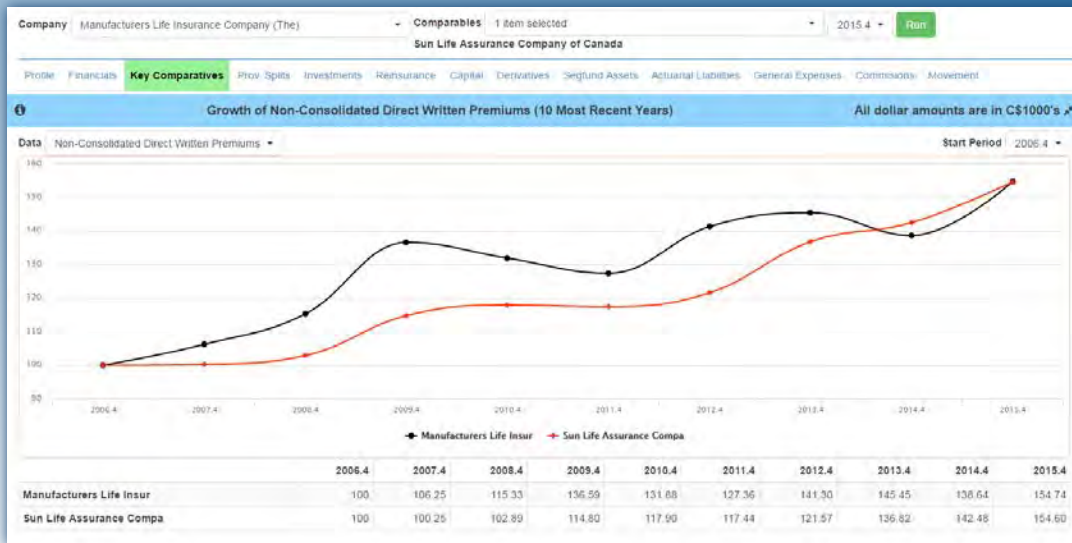 Company Manufacturers Life Insurance Company (The) Comparables 1 item selected 2015.4 Run
Sun Life Assurance Company of Canada
Profile Financials Key Comparatives Prov. Splits Investments Reinsurance Capital Derivatives Segfund Assets Actuarial Liabilities General Expenses Commisions Movement
Growth of Non-Consolidated Direct Written Premiums (10 Most Recent Years) All dollar amounts are in C$1000's
Data Non-Consolidated Direct Written Premiums Start Period 2006.4
160
150
140
130
120
110
100
90
2006.4 2007.4 2008.4 2009.4 2010.4 2011.4 2012.4 2013.4 2014.4 2015.4
Manufacturers Life Insur Sun Life Assurance Compa
2006.4 2007.4 2008.4 2009.4 2010.4 2011.4 2012.4 2013.4 2014.4 2015.4
Manufacturers Life Insur 100 106.25 115.33 136.59 131.88 127.36 141.30 145.45 138.64 154.74
Sun Life Assurance Compa 100 100.25 102.89 114.80 117.90 117.44 121.57 136.82 142.48 154.60